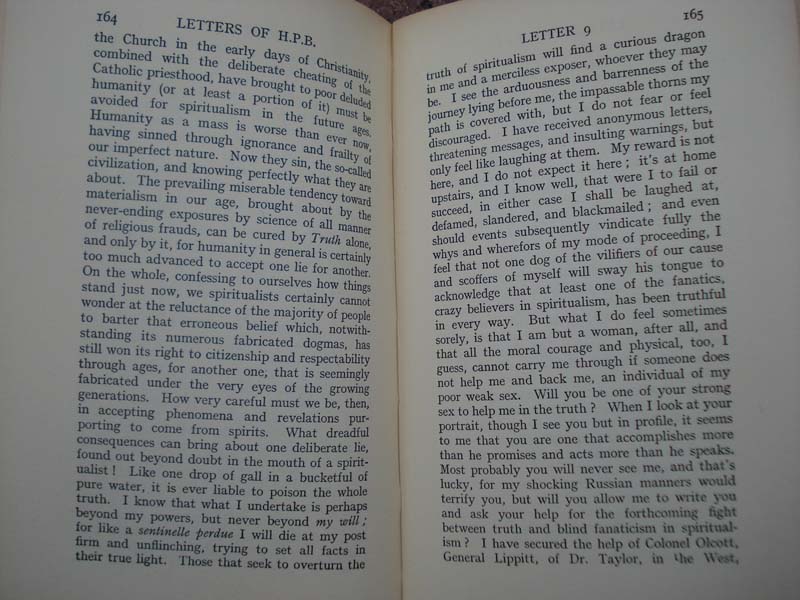 164
LETTERS OF H.P.B.
the Church in the early days of Christianity,
combined with the deliberate cheating of the
Catholic priesthood, have brought to poor deluded
humanity (or at least a portion of it) must be
avoided for spiritualism in the future ages.
Humanity as a mass is worse than ever now,
having sinned through ignorance and frailty of
our imperfect nature. Now they sin, the so-called
civilization, and knowing perfectly what they are
about. The prevailing miserable tendency toward
materialism in our age, brought about by the
never-ending exposures by science of all manner
of religious frauds, can be cured by Truth alone,
and only by it, for humanity in general is certainly
too much advanced to accept one lie for another.
On the whole, confessing to ourselves how things
stand just now, we spiritualists certainly cannot
wonder at the reluctance of the majority of people
to barter that erroneous belief which, notwith-
standing its numerous fabricated dogmas, has
still won its right to citizenship and respectability
through ages, for another one, that is seemingly
fabricated under the very eyes of the growing
generations. How very careful must we be, then,
in accepting phenomena and revelations pur-
porting to come from spirits. What dreadful
consequences can bring about one deliberate lie,
found out beyond doubt in the mouth of a spirit-
ualist! Like one drop of gall in a bucketful of
pure water, it is ever liable to poison the whole
truth. I know that what I undertake is perhaps
beyond my powers, but never beyond my will;
for like a sentinelle perdue I will die at my post
firm and unflinching, trying to set all facts in
their true light. Those that seek to overturn the
LETTER 9
165
truth of spiritualism will find a curious dragon
in me and a merciless exposer, whoever they may
be. I see the arduousness and barrenness of the
journey lying before me, the impassable thorns my
path is covered with, but I do not fear or feel
discouraged. I have received anonymous letters,
threatening messages, and insulting warnings, but
only feel like laughing at them. My reward is not
here, and I do not expect it here; it's at home
upstairs, and I know well, that were I to fail or
succeed, in either case I shall be laughed at,
defamed, slandered, and blackmailed; and even
should events subsequently vindicate fully the
whys and wherefors of my mode of proceeding, I
feel that not one dog of the vilifiers of our cause
and scoffers of myself will sway his tongue to
acknowledge that at least one of the fanatics,
crazy believers in spiritualism, has been truthful
in every way. But what I do feel sometimes
sorely, is that I am but a woman, after all, and
that all the moral courage and physical, too, I
guess, cannot carry me through if someone does
not help me and back me, an individual of my
poor weak sex. Will you be one of your strong
sex to help me in the truth? When I look at your
portrait, though I see you but in profile, it seems
to me that you are one that accomplishes more
than he promises and acts more than he speaks.
Most probably you will never see me, and that's
lucky, for my shocking Russian manners would
terrify you, but will you allow me to write you
and ask your help for the forthcoming fight
between truth and blind fanaticism in spiritual-
ism? I have secured the help of Colonel Olcott,
General Lippitt, of Dr. Taylor, in the West,